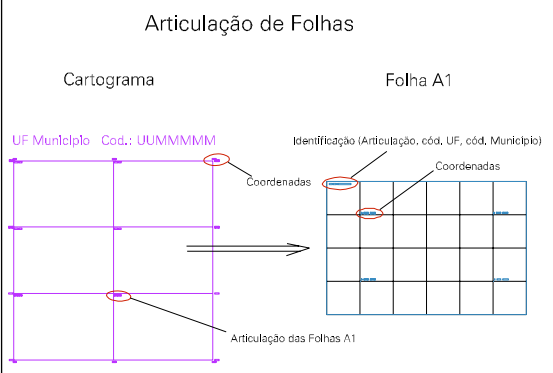 Articulação de Folhas
Cartograma
Folha A1
UF Município Cod.: UUMMMMM
Identificação (Articulação, cód. UF, cód. Município)
Coordenadas
Coordenadas
Articulação das Folhas A1